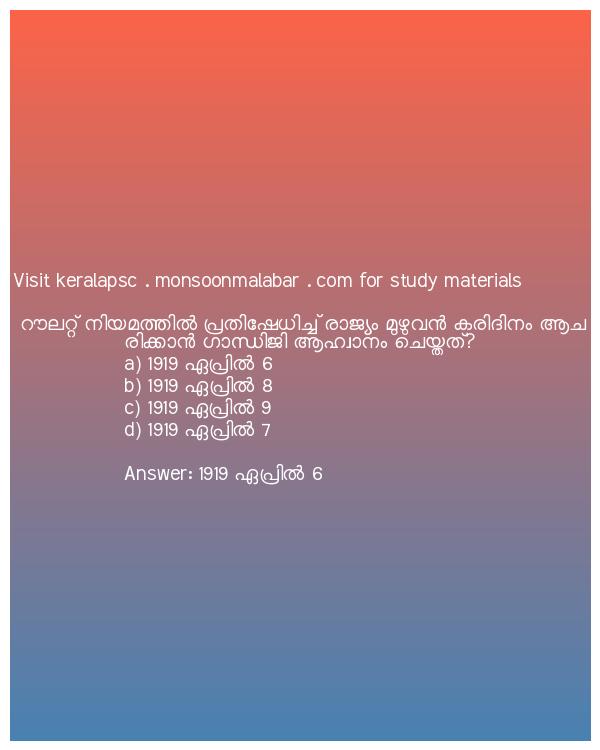 Visit keralapsc . monsoonmalabar . com for study materials
റൗലറ്റ് നിയമത്തിൽ പ്രതിഷേധിച്ച് രാജ്യം മുഴുവൻ കരിദിനം ആച
രിക്കാൻ ഗാന്ധിജി ആഹ്വാനം ചെയ്തത്?
a) 1919 ഏപ്രിൽ 6
b) 1919 ഏപ്രിൽ 8
c) 1919 ഏപ്രിൽ 9
d) 1919 ഏപ്രിൽ 7
Answer: 1919 ഏപ്രിൽ 6